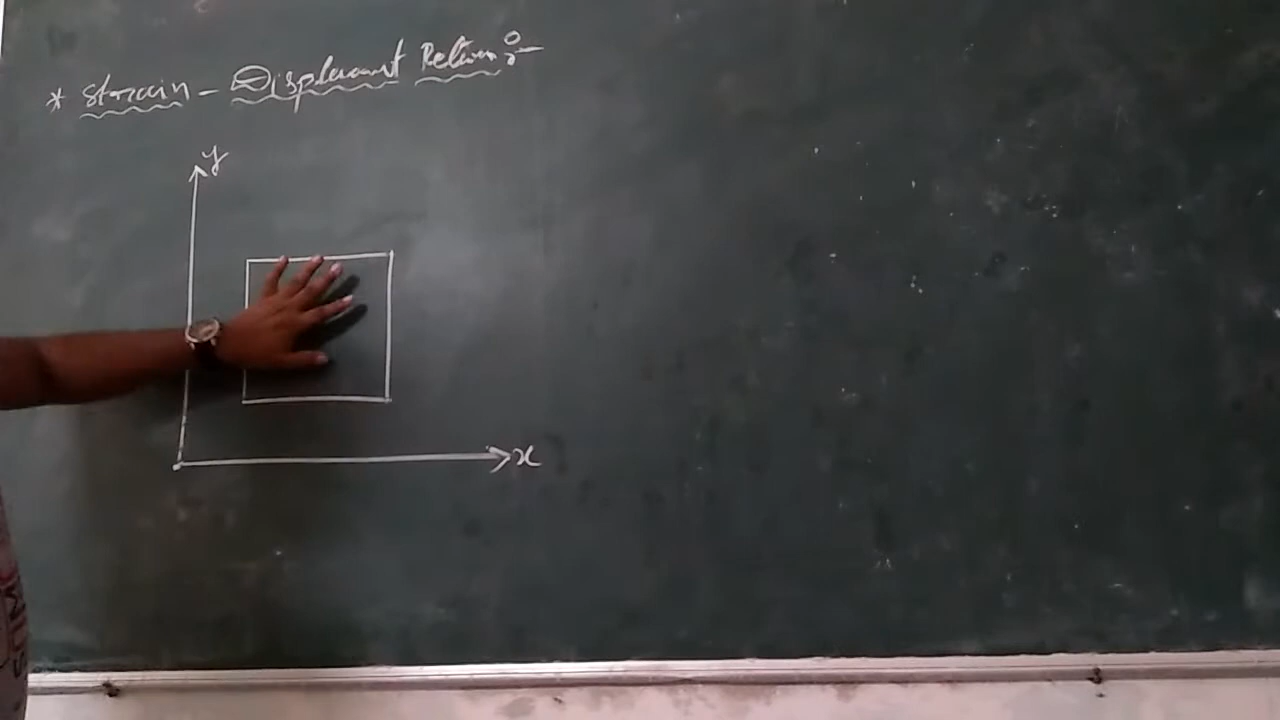 * Strain - Displacement Relation :-
y
x